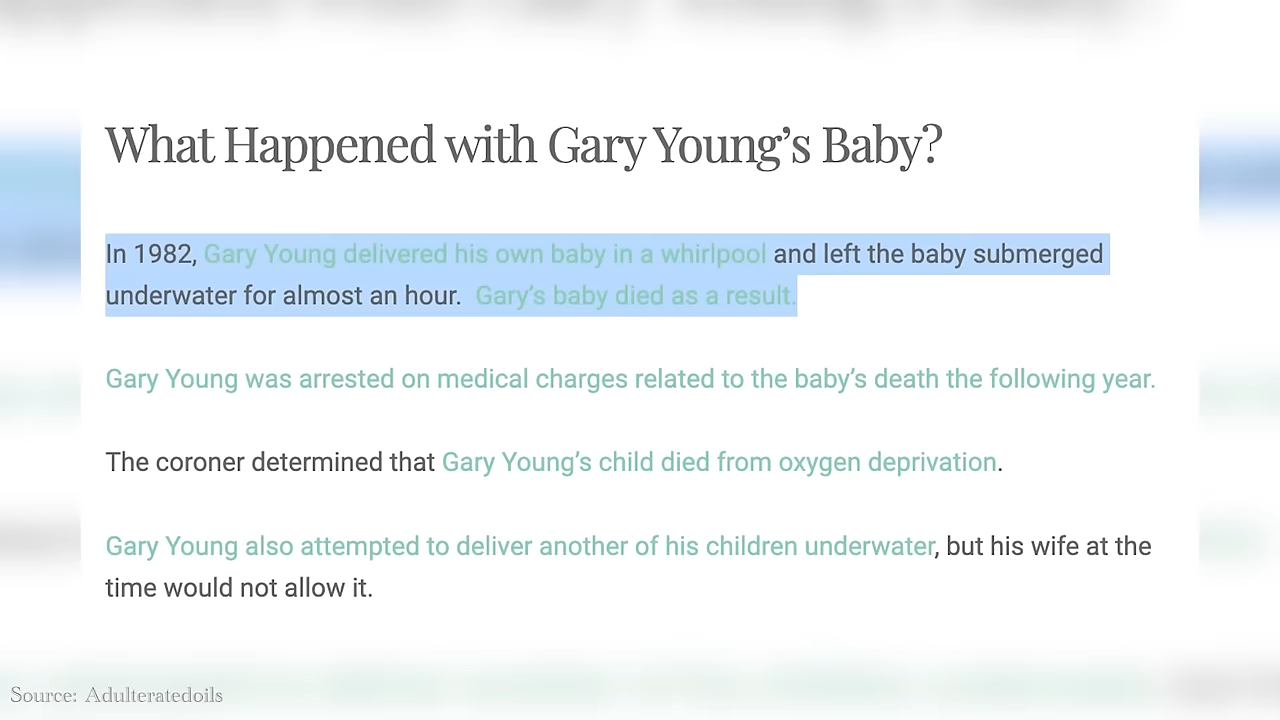 What Happened with Gary Young’s Baby?
In 1982, Gary Young delivered his own baby in a whirlpool and left the baby submerged
underwater for almost an hour.  Gary’s baby died as a result.
Gary Young was arrested on medical charges related to the baby’s death the following year.
The coroner determined that Gary Young’s child died from oxygen deprivation.
Gary Young also attempted to deliver another of his children underwater, but his wife at the
time would not allow it.
Source: Adulteratedoils